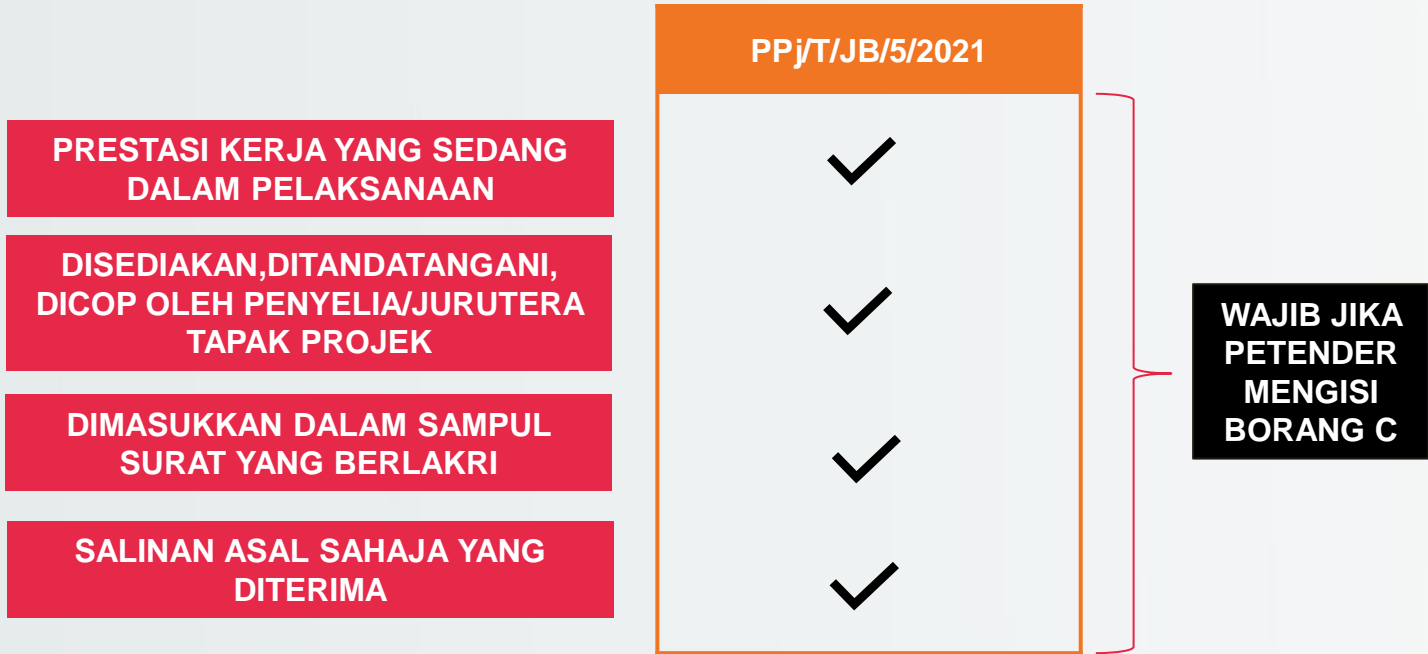 PPj/T/JB/5/2021
PRESTASI KERJA YANG SEDANG
DALAM PELAKSANAAN
DISEDIAKAN,DITANDATANGANI,
DICOP OLEH PENYELIA/JURUTERA
TAPAK PROJEK
DIMASUKKAN DALAM SAMPUL
SURAT YANG BERLAKRI
SALINAN ASAL SAHAJA YANG
DITERIMA
WAJIB JIKA
PETENDER
MENGISI
BORANG C